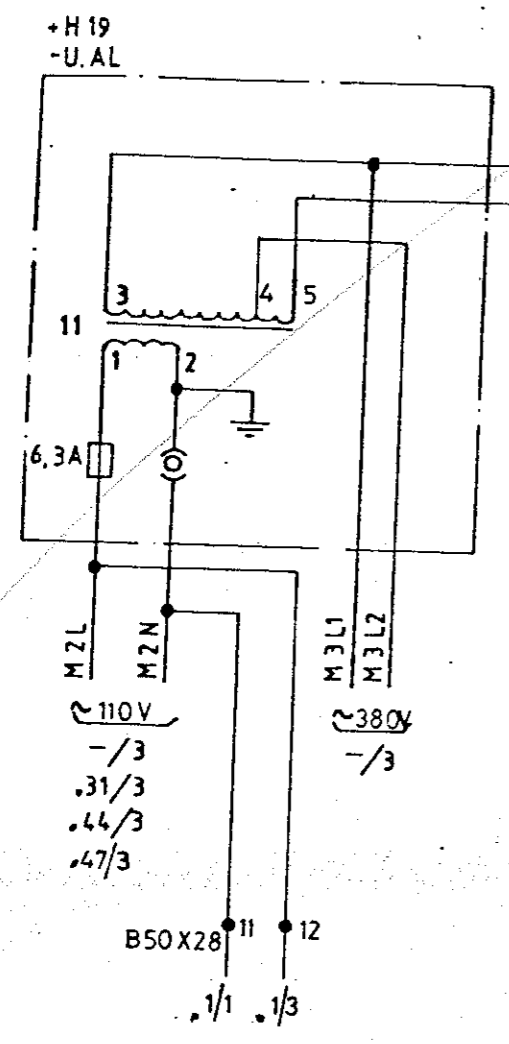 +H 19
-U.AL
3 4 5
11
1 2
6,3A
M2L M2N M3L1 M3L2
~110V ~380V
-/3 -/3
.31/3
.44/3
.47/3
B50X28 11 12
.1/1 .1/3